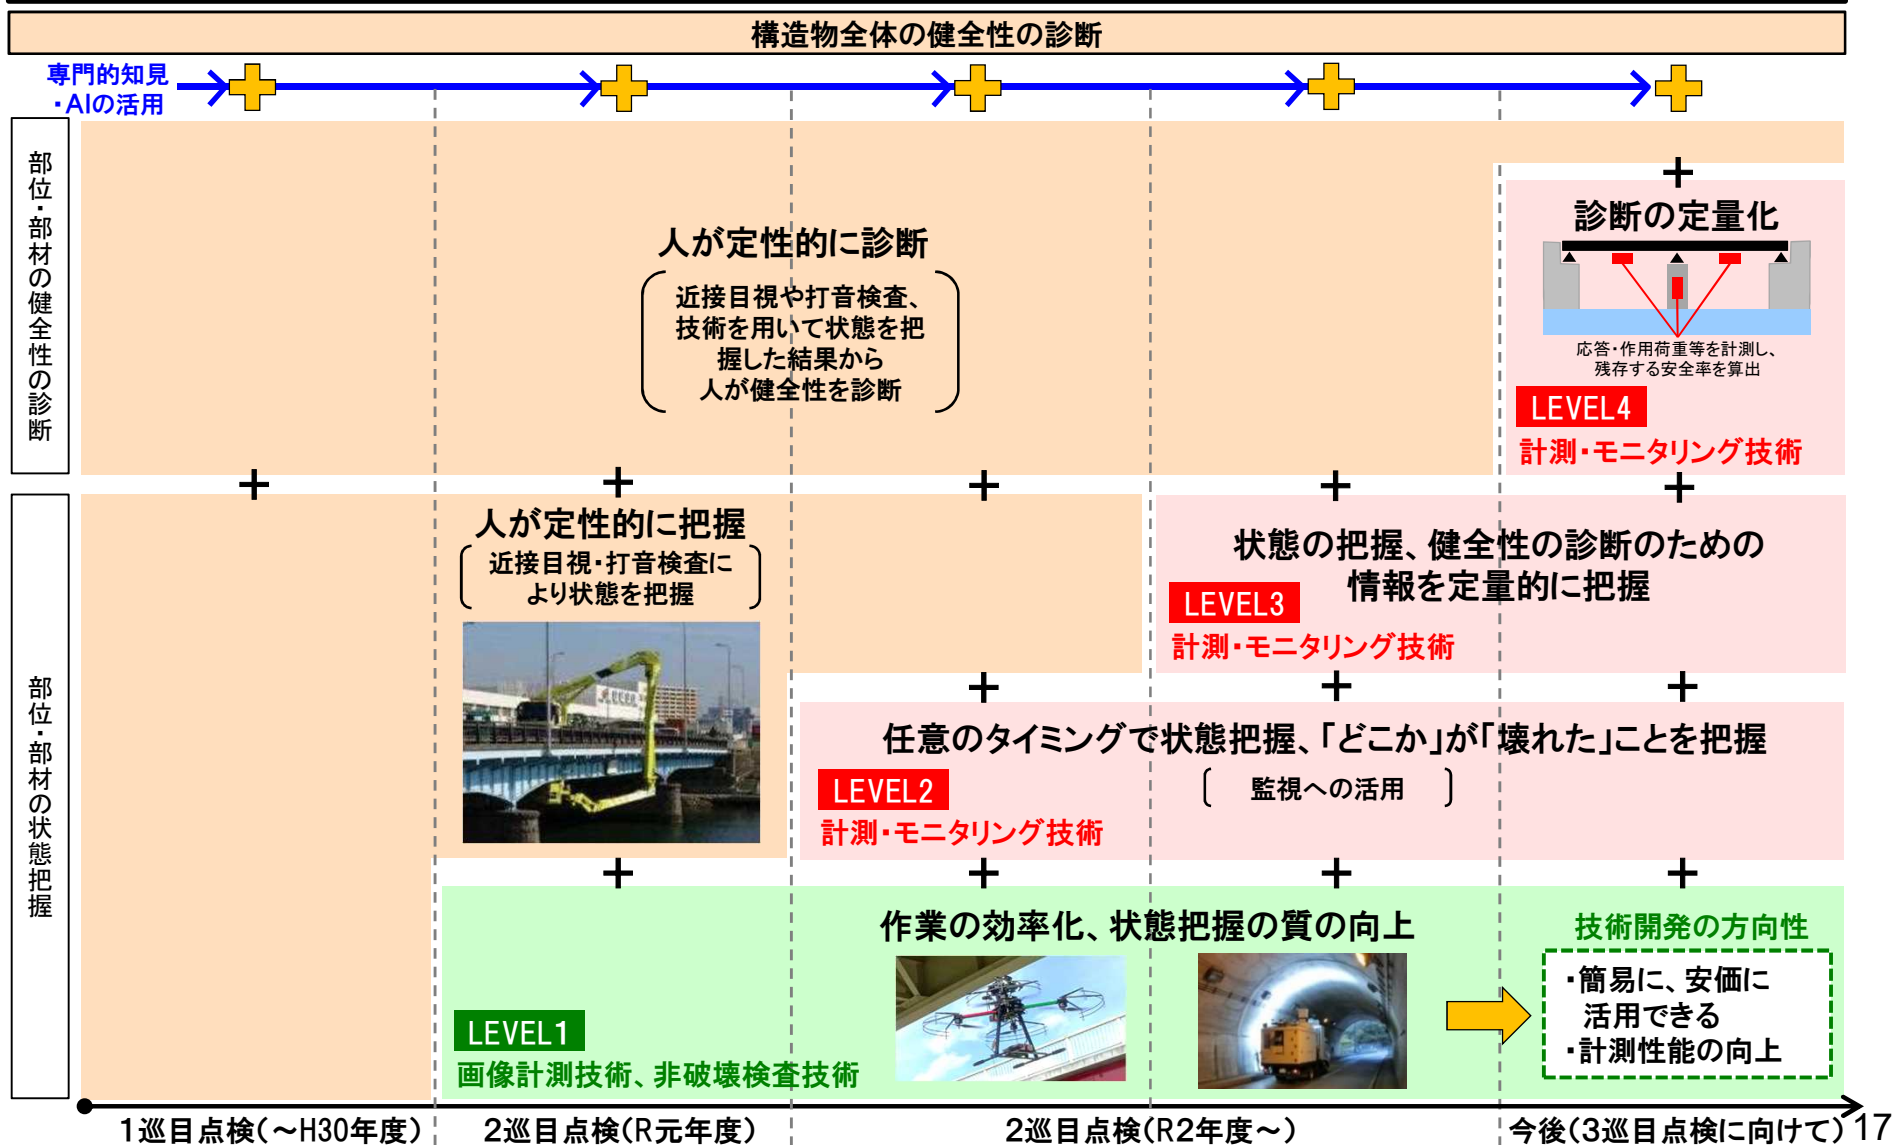 構造物全体の健全性の診断
専門的知見
・AIの活用
部位・部材の健全性の診断
人が定性的に診断
近接目視や打音検査、
技術を用いて状態を把
握した結果から
人が健全性を診断
+
診断の定量化
応答・作用荷重等を計測し、
残存する安全率を算出
LEVEL4
計測・モニタリング技術
+ + + + +
部位・部材の状態把握
人が定性的に把握
近接目視・打音検査に
より状態を把握
状態の把握、健全性の診断のための
情報を定量的に把握
LEVEL3
計測・モニタリング技術
+ + +
任意のタイミングで状態把握、「どこか」が「壊れた」ことを把握
監視への活用
LEVEL2
計測・モニタリング技術
+ + + +
作業の効率化、状態把握の質の向上
LEVEL1
画像計測技術、非破壊検査技術
技術開発の方向性
・簡易に、安価に
活用できる
・計測性能の向上
1巡目点検(～H30年度)
2巡目点検(R元年度)
2巡目点検(R2年度～)
今後(3巡目点検に向けて)
17